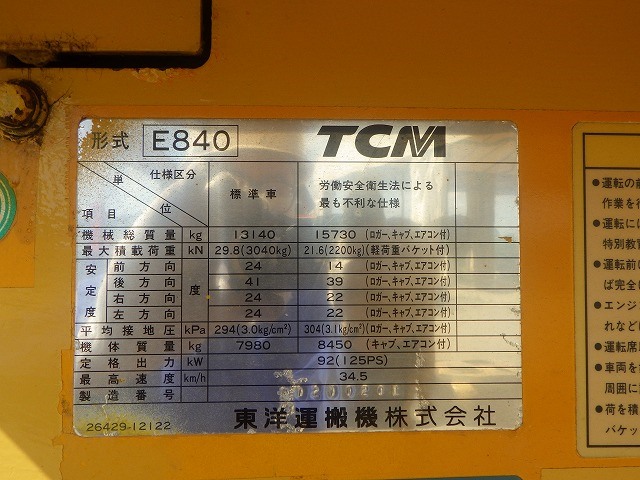 形式 E840 TCM
仕様区分
単
位
項目
標準車
労働安全衛生法による
最も不利な仕様
機械総質量 kg 13140 15730 (ロガー、キャブ、エアコン付)
最大積載荷重 kN 29.8(3040kg) 21.6(2200kg) (軽荷重バケット付)
安定度 前方向 度 24 14 (ロガー、キャブ、エアコン付)
後方向 41 39 (ロガー、キャブ、エアコン付)
右方向 24 22 (ロガー、キャブ、エアコン付)
左方向 24 22 (ロガー、キャブ、エアコン付)
平均接地圧 kPa 294(3.0kg/cm²) 304(3.1kg/cm²) (ロガー、キャブ、エアコン付)
機体質量 kg 7980 8450 (キャブ、エアコン付)
定格出力 kW 92(125PS)
最高速度 km/h 34.5
製造番号
26429-12122 東洋運搬機株式会社
●運転の前
作業を
●運転には
特別教
●運転前の
ば完全
●エンジ
れなど
●運転席
●車両を
周囲に
●荷を積
バケッ